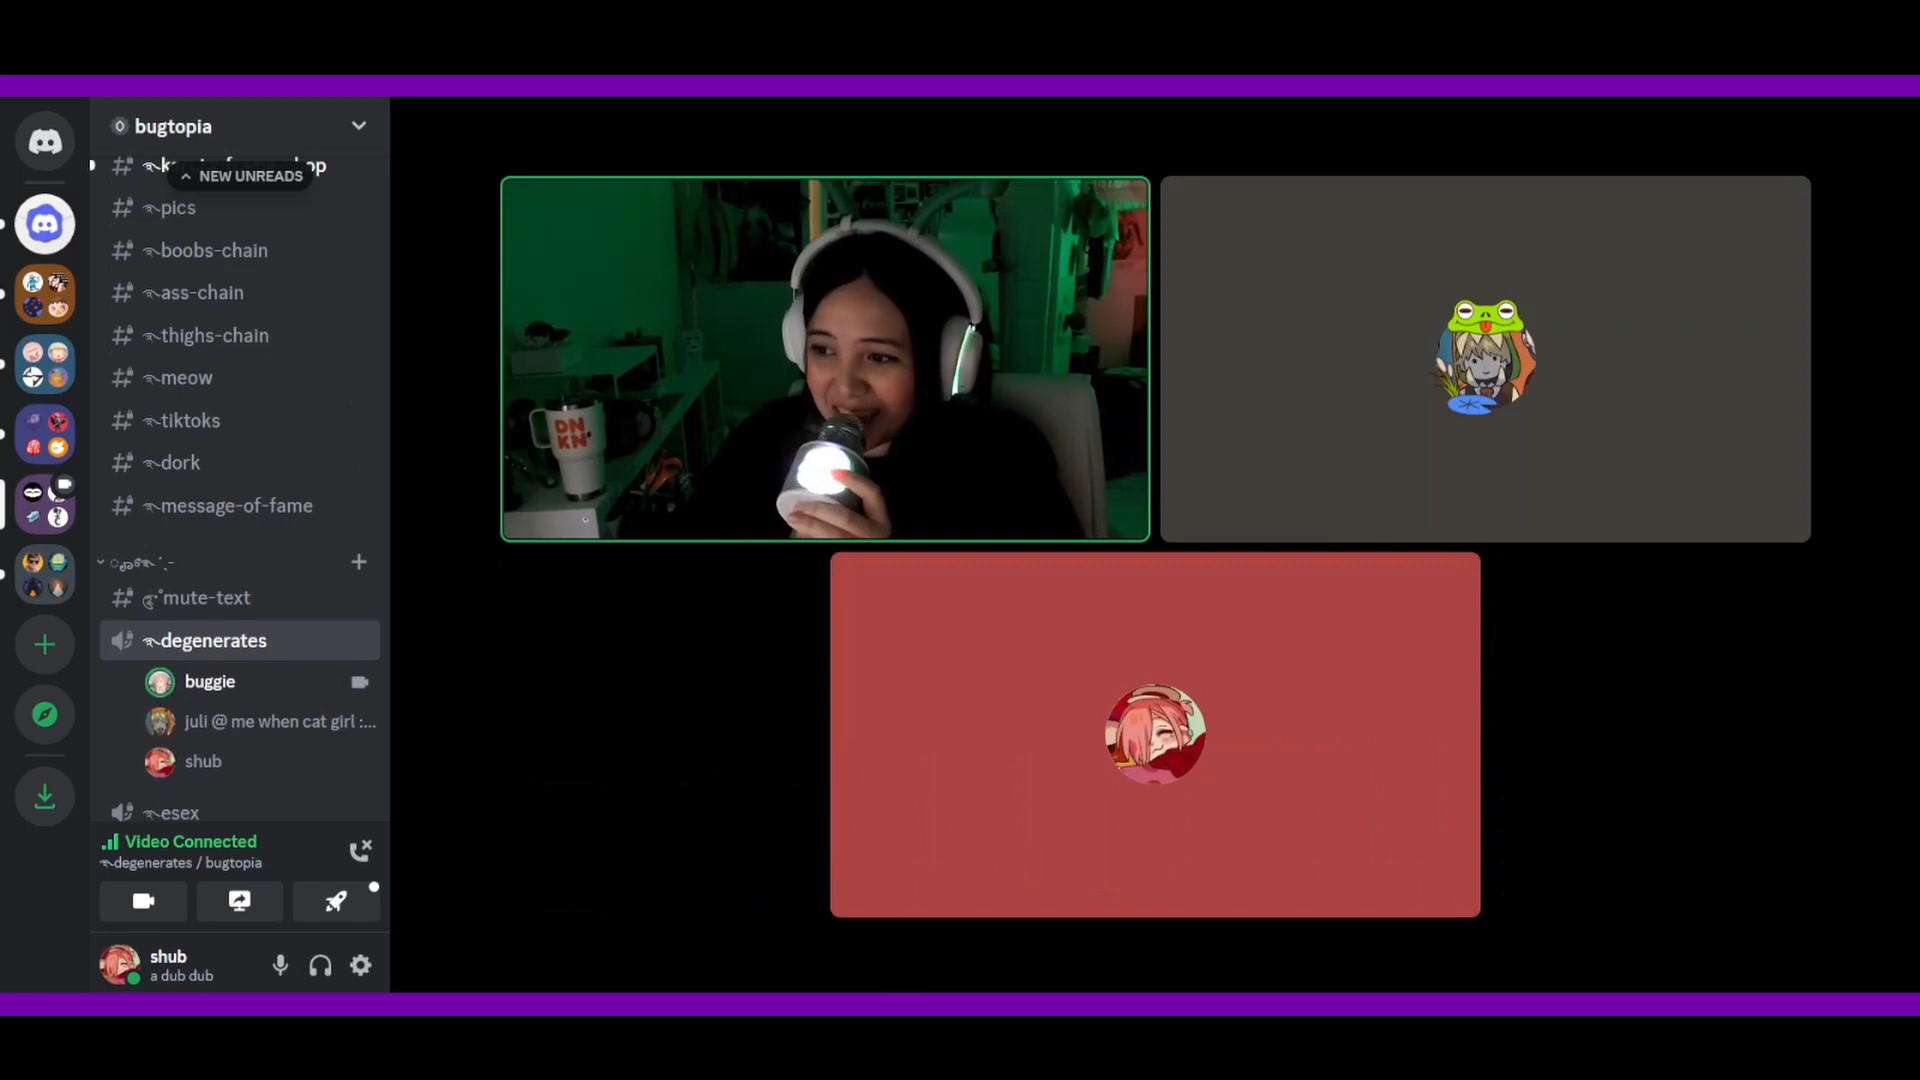 bugtopia
NEW UNREADS
pics
boobs-chain
ass-chain
thighs-chain
meow
tiktoks
dork
message-of-fame
mute-text
degenerates
buggie
juli @ me when cat girl :...
shub
esex
Video Connected
degenerates / bugtopia
shub
a dub dub
DN
KN'